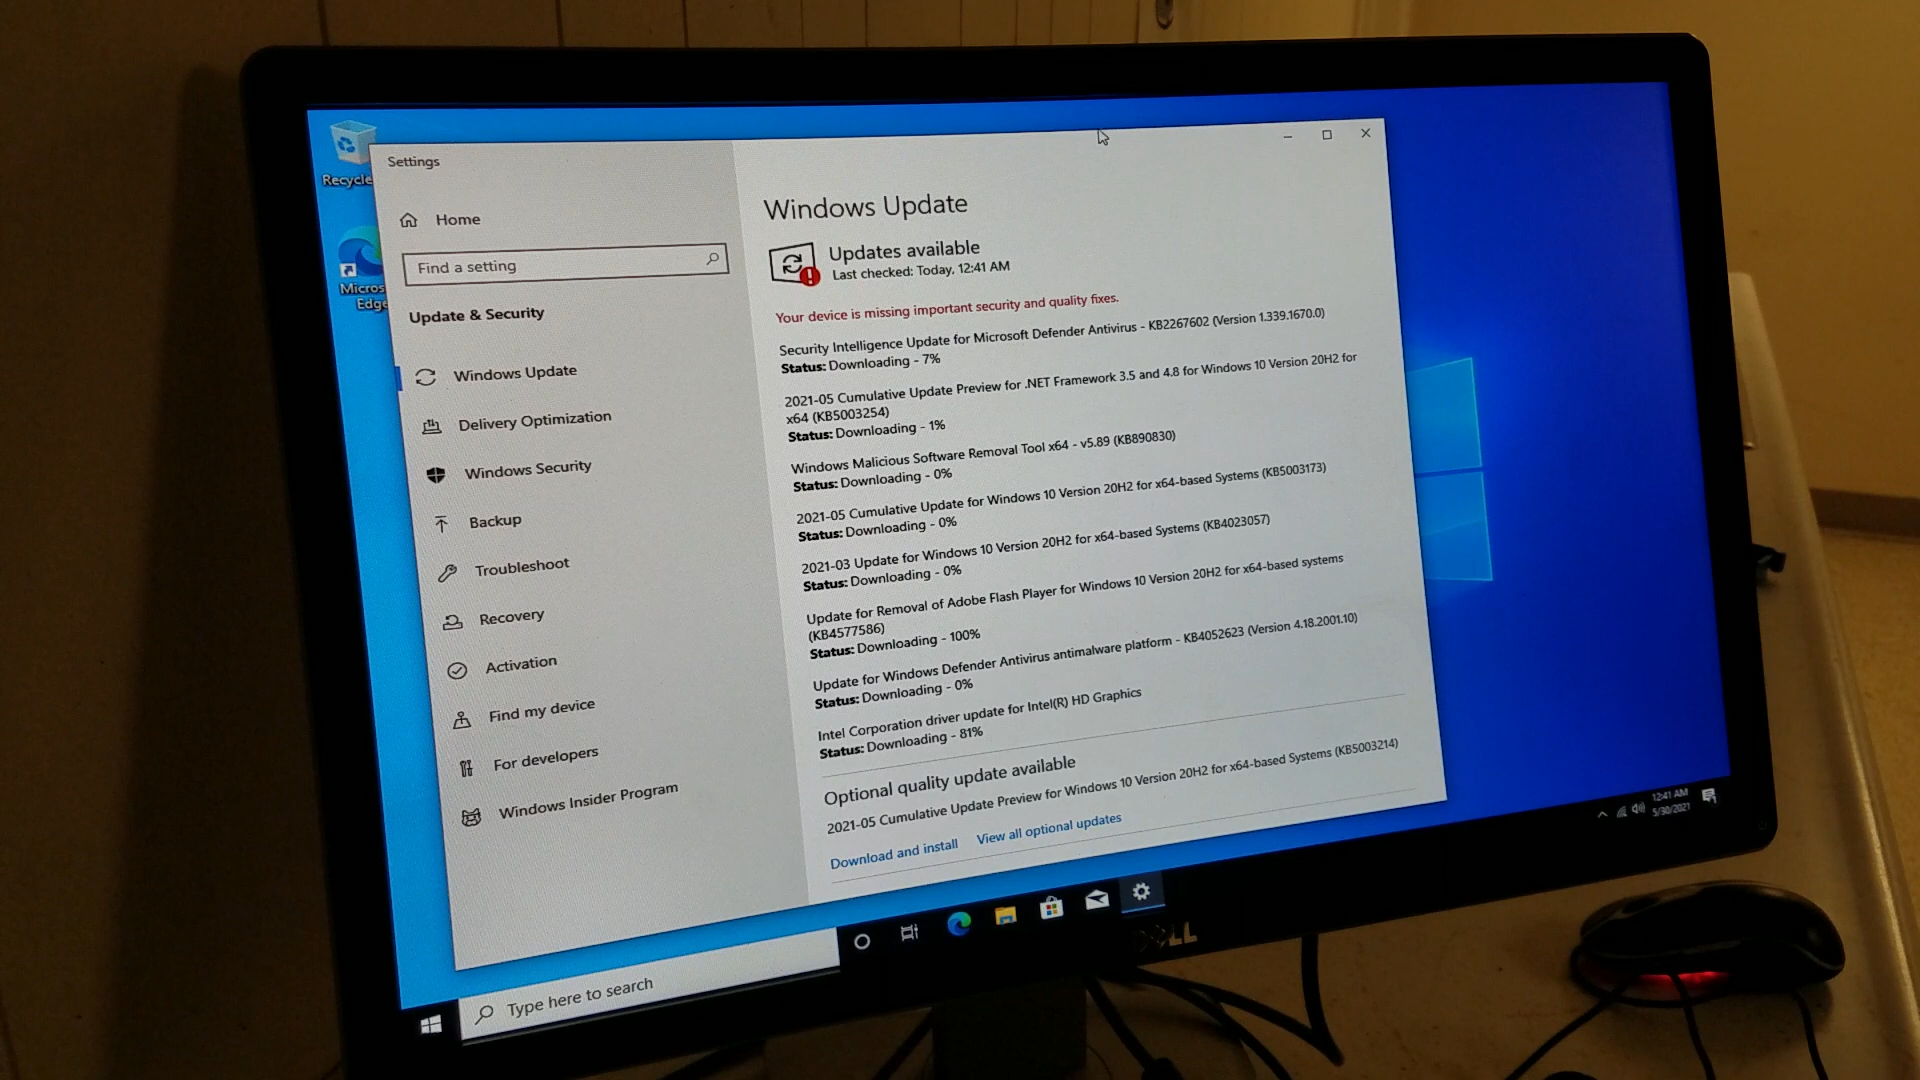 Recycle
Micros
Edge
Settings
Home
Find a setting
Update & Security
Windows Update
Delivery Optimization
Windows Security
Backup
Troubleshoot
Recovery
Activation
Find my device
For developers
Windows Insider Program
Windows Update
Updates available
Last checked: Today, 12:41 AM
Your device is missing important security and quality fixes.
Security Intelligence Update for Microsoft Defender Antivirus - KB2267602 (Version 1.339.1670.0)
Status: Downloading - 7%
2021-05 Cumulative Update Preview for .NET Framework 3.5 and 4.8 for Windows 10 Version 20H2 for
x64 (KB5003254)
Status: Downloading - 1%
Windows Malicious Software Removal Tool x64 - v5.89 (KB890830)
Status: Downloading - 0%
2021-05 Cumulative Update for Windows 10 Version 20H2 for x64-based Systems (KB5003173)
Status: Downloading - 0%
2021-03 Update for Windows 10 Version 20H2 for x64-based Systems (KB4023057)
Status: Downloading - 0%
Update for Removal of Adobe Flash Player for Windows 10 Version 20H2 for x64-based systems
(KB4577586)
Status: Downloading - 100%
Update for Windows Defender Antivirus antimalware platform - KB4052623 (Version 4.18.2001.10)
Status: Downloading - 0%
Intel Corporation driver update for Intel(R) HD Graphics
Status: Downloading - 81%
Optional quality update available
2021-05 Cumulative Update Preview for Windows 10 Version 20H2 for x64-based Systems (KB5003214)
Download and install View all optional updates
Type here to search
12:41 AM
5/30/2021
DELL